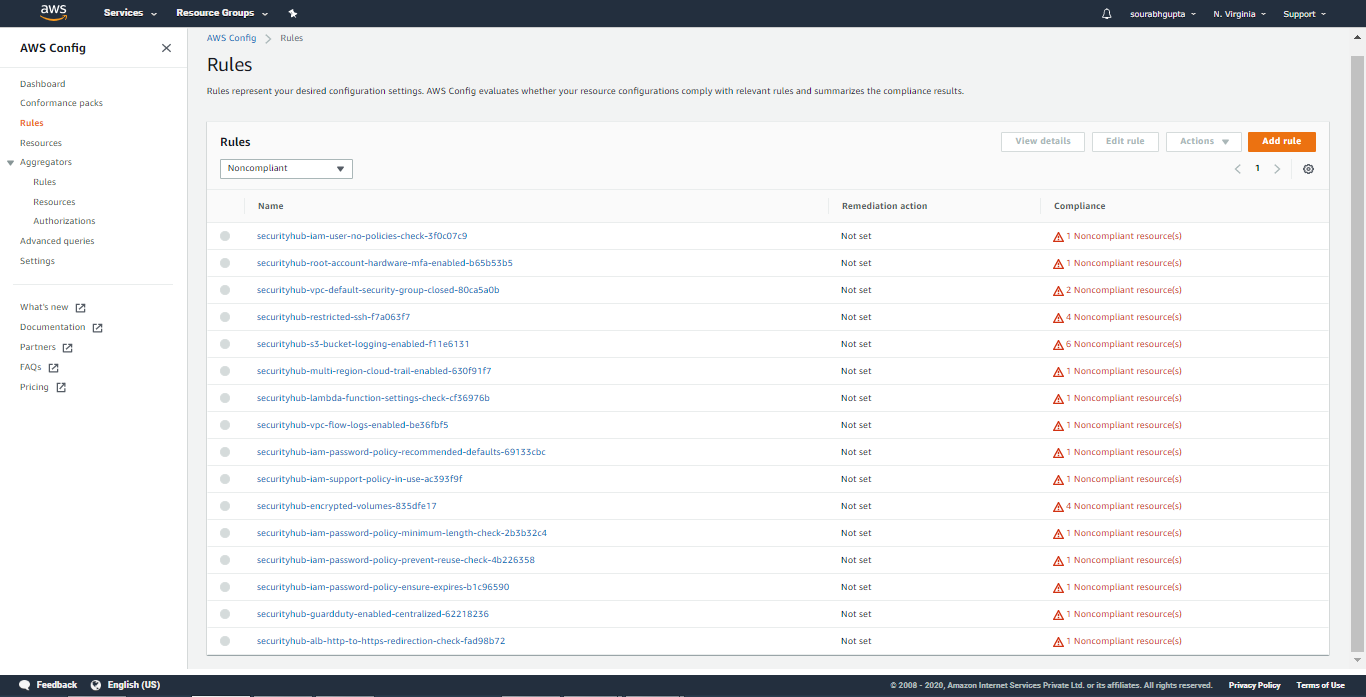 aws Services Resource Groups sourabhgupta N. Virginia Support
AWS Config
Dashboard
Conformance packs
Rules
Resources
Aggregators
Rules
Resources
Authorizations
Advanced queries
Settings
What's new
Documentation
Partners
FAQs
Pricing
AWS Config Rules
Rules
Rules represent your desired configuration settings. AWS Config evaluates whether your resource configurations comply with relevant rules and summarizes the compliance results.
Rules View details Edit rule Actions Add rule
Noncompliant 1
Name Remediation action Compliance
securityhub-iam-user-no-policies-check-3f0c07c9 Not set 1 Noncompliant resource(s)
securityhub-root-account-hardware-mfa-enabled-b65b53b5 Not set 1 Noncompliant resource(s)
securityhub-vpc-default-security-group-closed-80ca5a0b Not set 2 Noncompliant resource(s)
securityhub-restricted-ssh-f7a063f7 Not set 4 Noncompliant resource(s)
securityhub-s3-bucket-logging-enabled-f11e6131 Not set 6 Noncompliant resource(s)
securityhub-multi-region-cloud-trail-enabled-630f91f7 Not set 1 Noncompliant resource(s)
securityhub-lambda-function-settings-check-cf36976b Not set 1 Noncompliant resource(s)
securityhub-vpc-flow-logs-enabled-be36fbf5 Not set 1 Noncompliant resource(s)
securityhub-iam-password-policy-recommended-defaults-69133cbc Not set 1 Noncompliant resource(s)
securityhub-iam-support-policy-in-use-ac393f9f Not set 1 Noncompliant resource(s)
securityhub-encrypted-volumes-835dfe17 Not set 4 Noncompliant resource(s)
securityhub-iam-password-policy-minimum-length-check-2b3b32c4 Not set 1 Noncompliant resource(s)
securityhub-iam-password-policy-prevent-reuse-check-4b226358 Not set 1 Noncompliant resource(s)
securityhub-iam-password-policy-ensure-expires-b1c96590 Not set 1 Noncompliant resource(s)
securityhub-guardduty-enabled-centralized-62218236 Not set 1 Noncompliant resource(s)
securityhub-alb-http-to-https-redirection-check-fad98b72 Not set 1 Noncompliant resource(s)
Feedback English (US) © 2008 - 2020, Amazon Internet Services Private Ltd. or its affiliates. All rights reserved. Privacy Policy Terms of Use